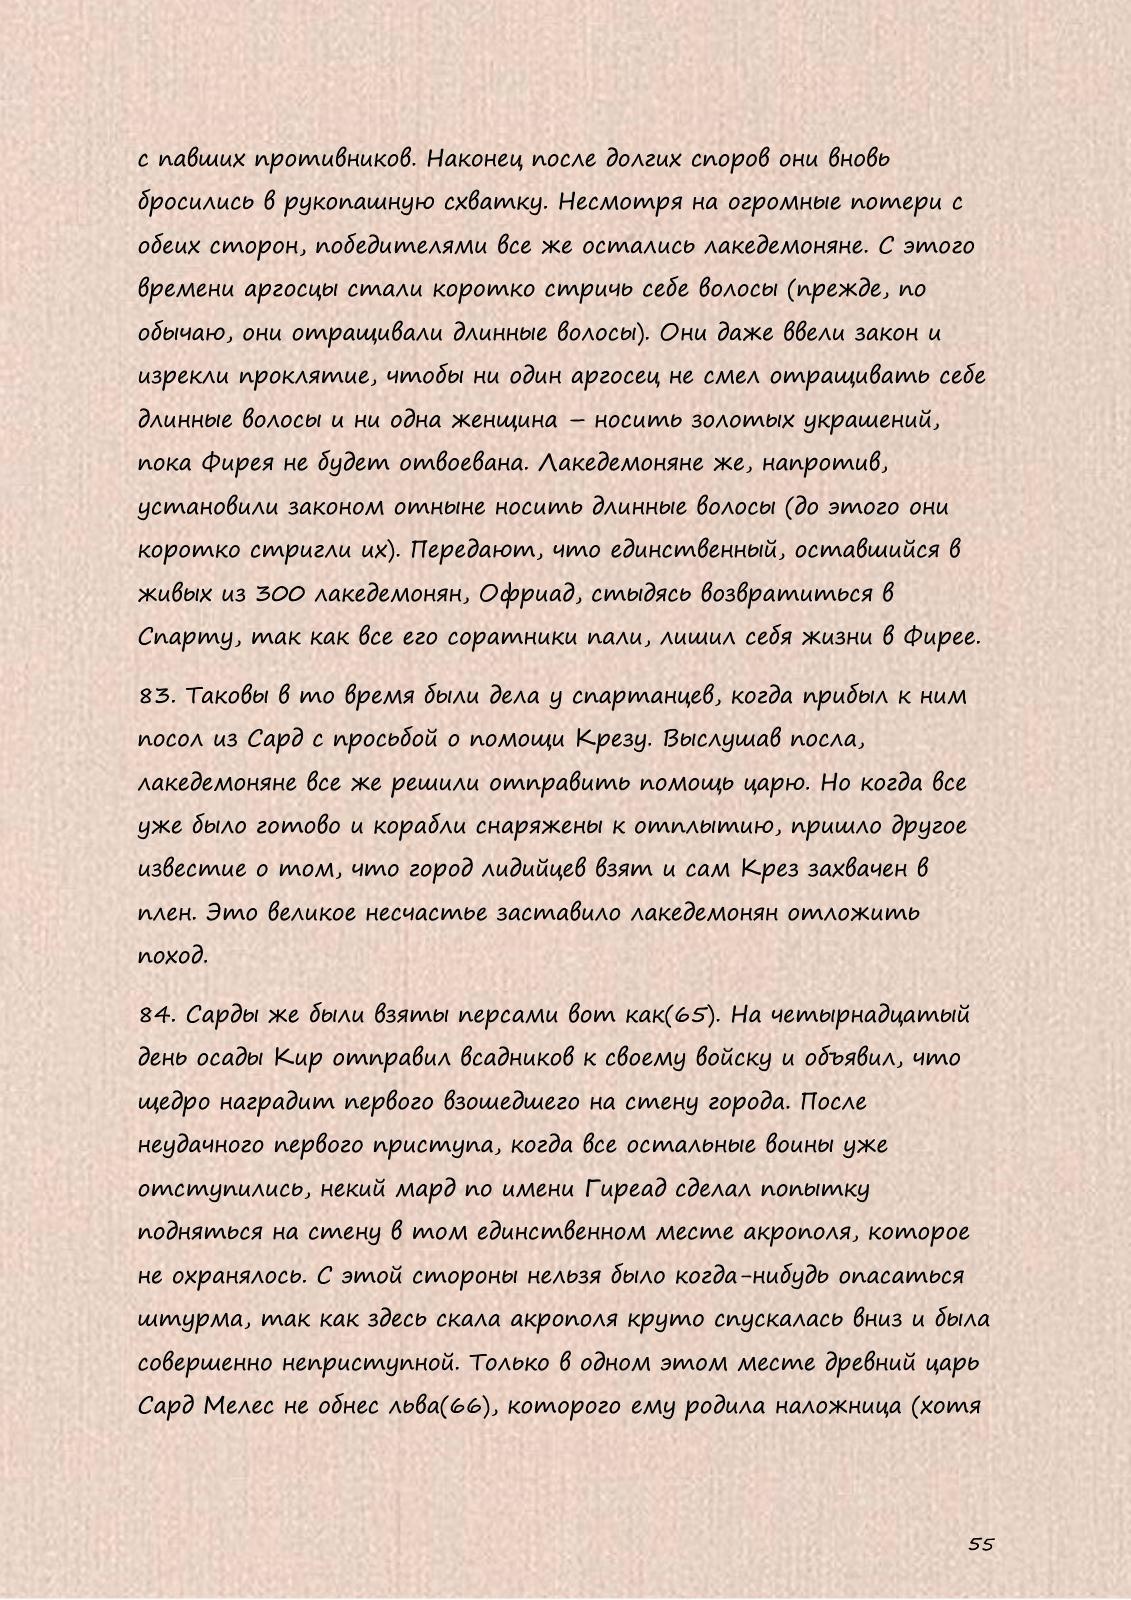 с павших противников. Наконец после долгих споров они вновь
бросились в рукопашную схватку. Несмотря на огромные потери с
обеих сторон, победителями все же остались лакедемоняне. С этого
времени аргосцы стали коротко стричь себе волосы (прежде, по
обычаю, они отращивали длинные волосы). Они даже ввели закон и
изрекли проклятие, чтобы ни один аргосец не смел отращивать себе
длинные волосы и ни одна женщина – носить золотых украшений,
пока Фирея не будет отвоевана. Лакедемоняне же, напротив,
установили законом отныне носить длинные волосы (до этого они
коротко стригли их). Передают, что единственный, оставшийся в
живых из 300 лакедемонян, Офриад, стыдясь возвратиться в
Спарту, так как все его соратники пали, лишил себя жизни в Фирее.
83. Таковы в то время были дела у спартанцев, когда прибыл к ним
посол из Сард с просьбой о помощи Крезу. Выслушав посла,
лакедемоняне все же решили отправить помощь царю. Но когда все
уже было готово и корабли снаряжены к отплытию, пришло другое
известие о том, что город лидийцев взят и сам Крез захвачен в
плен. Это великое несчастье заставило лакедемонян отложить
поход.
84. Сарды же были взяты персами вот как(65). На четырнадцатый
день осады Кир отправил всадников к своему войску и объявил, что
щедро наградит первого взошедшего на стену города. После
неудачного первого приступа, когда все остальные воины уже
отступились, некий мард по имени Гиреад сделал попытку
подняться на стену в том единственном месте акрополя, которое
не охранялось. С этой стороны нельзя было когда-нибудь опасаться
штурма, так как здесь скала акрополя круто спускалась вниз и была
совершенно неприступной. Только в одном этом месте древний царь
Сард Мелес не обнес льва(66), которого ему родила наложница (хотя
55